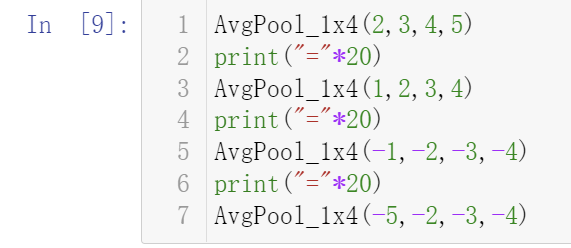 In [9]:
1 AvgPool_1x4(2,3,4,5)
2 print("="*20)
3 AvgPool_1x4(1,2,3,4)
4 print("="*20)
5 AvgPool_1x4(-1,-2,-3,-4)
6 print("="*20)
7 AvgPool_1x4(-5,-2,-3,-4)